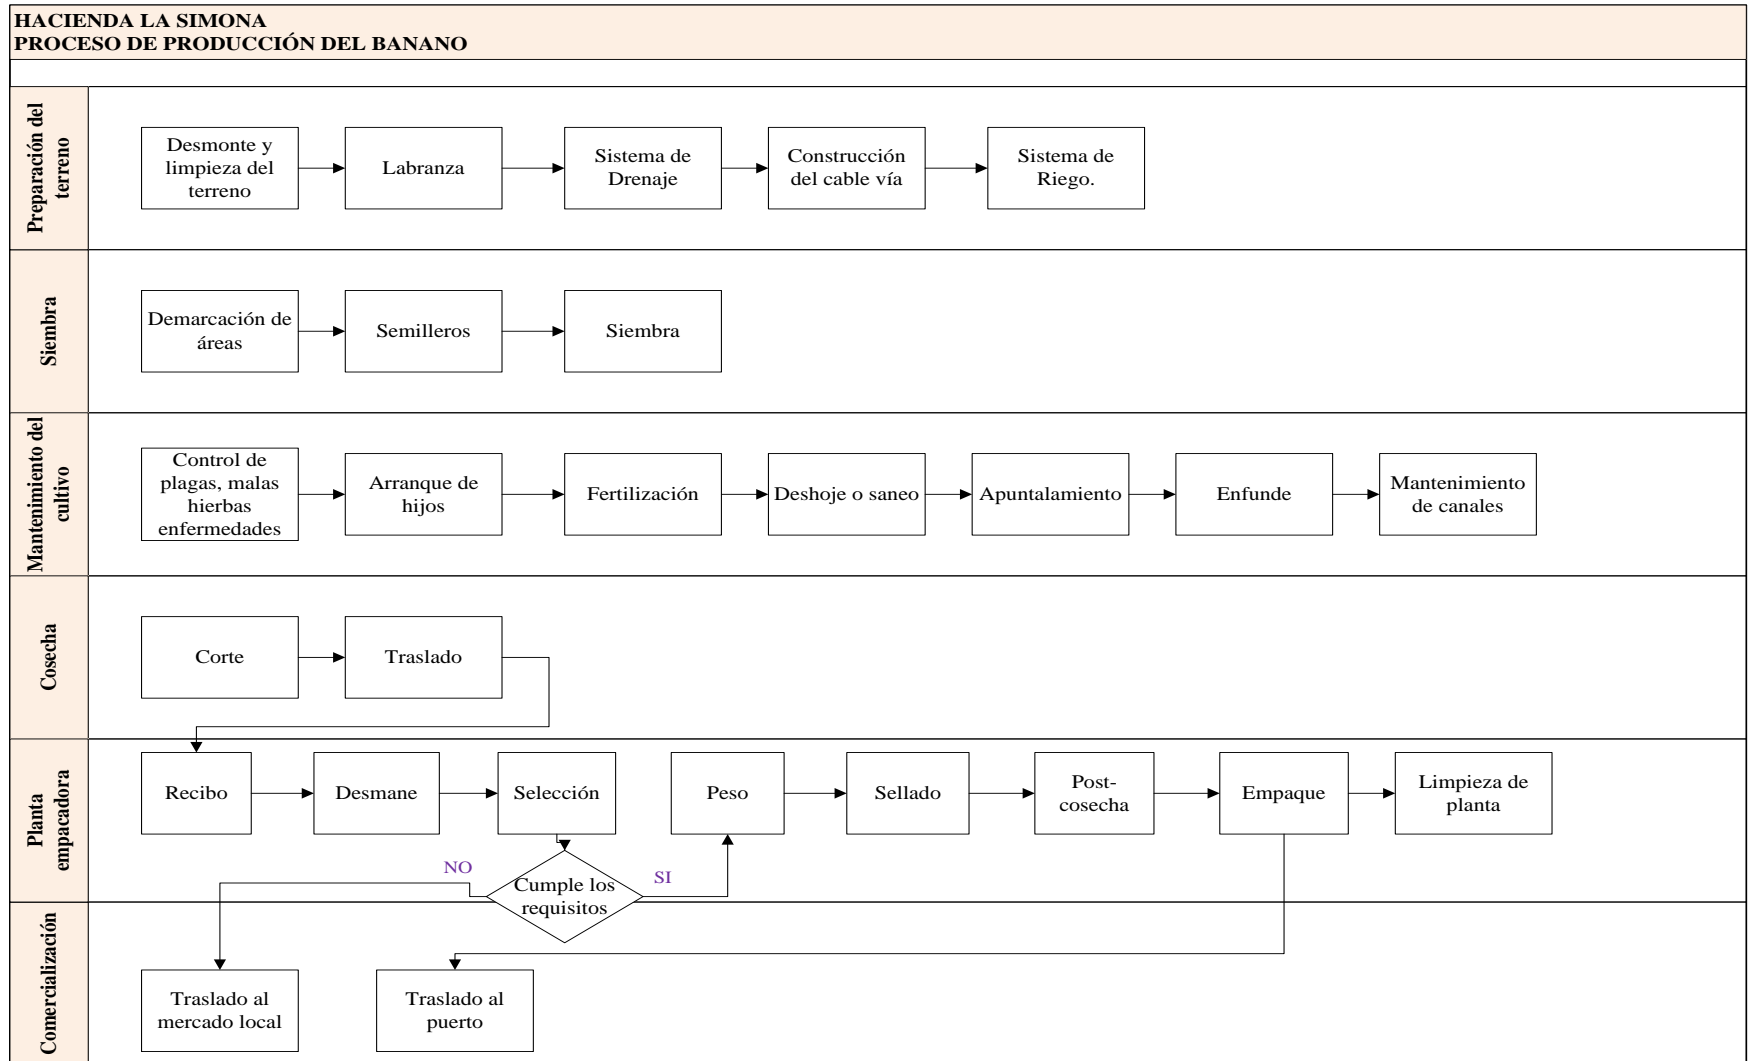 HACIENDA LA SIMONA
PROCESO DE PRODUCCIÓN DEL BANANO
Preparación del
terreno
Desmonte y
limpieza del
terreno
Labranza
Sistema de
Drenaje
Construcción
del cable vía
Sistema de
Riego.
Siembra
Demarcación de
áreas
Semilleros
Siembra
Mantenimiento del
cultivo
Control de
plagas, malas
hierbas
enfermedades
Arranque de
hijos
Fertilización
Deshoje o saneo
Apuntalamiento
Enfunde
Mantenimiento
de canales
Cosecha
Corte
Traslado
Planta
empacadora
Recibo
Desmane
Selección
Peso
Sellado
Post-
cosecha
Empaque
Limpieza de
planta
NO
Cumple los
requisitos
SI
Comercialización
Traslado al
mercado local
Traslado al
puerto